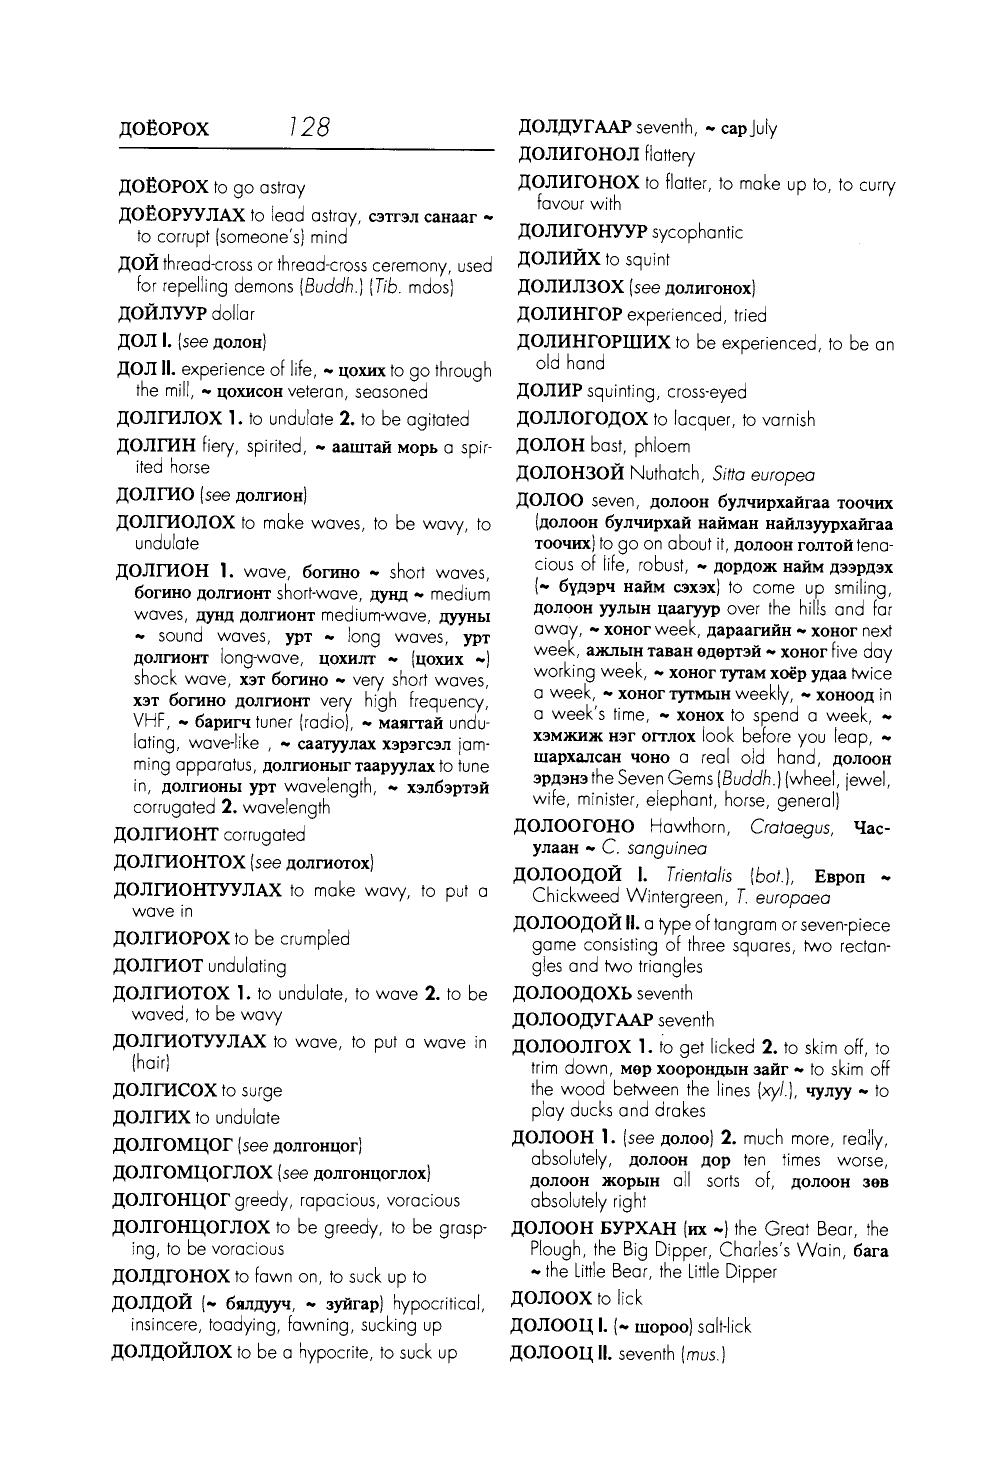 ДОЁОРОХ 128
ДОЁОРОХ to go astray
ДОЁОРУУЛАХ to lead astray, сэтгэл санааг ~
to corrupt (someone's) mind
ДОЙ thread-cross or thread-cross ceremony, used
for repelling demons (Buddh.) (Tib. mdos)
ДОЙЛУУР dollar
ДОЛ I. (see долон)
ДОЛ II. experience of life, ~ цохих to go through
the mill, ~ цохисон veteran, seasoned
ДОЛГИЛОХ 1. to undulate 2. to be agitated
ДОЛГИН fiery, spirited, ~ ааштай морь a spir-
ited horse
ДОЛГИО (see долгион)
ДОЛГИОЛОХ to make waves, to be wavy, to
undulate
ДОЛГИОН 1. wave, богино ~ short waves,
богино долгионт short-wave, дунд ~ medium
waves, дунд долгионт medium-wave, дууны
~ sound waves, урт ~ long waves, урт
долгионт long-wave, цохилт ~ (цохих ~)
shock wave, хэт богино ~ very short waves,
хэт богино долгионт very high frequency,
VHF, ~ баригч tuner (radio), ~ маягтай undu-
lating, wave-like , ~ саатуулах хэрэгсэл jam-
ming apparatus, долгионыг тааруулах to tune
in, долгионы урт wavelength, ~ хэлбэртэй
corrugated 2. wavelength
ДОЛГИОНТ corrugated
ДОЛГИОНТОХ (see долгиотох)
ДОЛГИОНТУУЛАХ to make wavy, to put a
wave in
ДОЛГИОРОХ to be crumpled
ДОЛГИОТ undulating
ДОЛГИОТОХ 1. to undulate, to wave 2. to be
waved, to be wavy
ДОЛГИОТУУЛАХ to wave, to put a wave in
(hair)
ДОЛГИСОХ to surge
ДОЛГИХ to undulate
ДОЛГОМЦОГ (see долгонцог)
ДОЛГОМЦОГЛОХ (see долгонцоглох)
ДОЛГОНЦОГ greedy, rapacious, voracious
ДОЛГОНЦОГЛОХ to be greedy, to be grasp-
ing, to be voracious
ДОЛДГОНОХ to fawn on, to suck up to
ДОЛДОЙ (~ бялдууч, ~ зуйгар) hypocritical,
insincere, toadying, fawning, sucking up
ДОЛДОЙЛОХ to be a hypocrite, to suck up
ДОЛДУГААР seventh, ~ сар July
ДОЛИГОНОЛ flattery
ДОЛИГОНОХ to flatter, to make up to, to curry
favour with
ДОЛИГОНУУР sycophantic
ДОЛИЙХ to squint
ДОЛИЛЗОХ (see долигонох)
ДОЛИНГОР experienced, tried
ДОЛИНГОРШИХ to be experienced, to be an
old hand
ДОЛИР squinting, cross-eyed
ДОЛЛОГОДОХ to lacquer, to varnish
ДОЛОН bast, phloem
ДОЛОНЗОЙ Nuthatch, Sitta europea
ДОЛОО seven, долоон булчирхайгаа тоочих
(долоон булчирхай найман найлзуурхайгаа
тоочих) to go on about it, долоон голтой tena-
cious of life, robust, ~ дордож найм дээрдэх
(~ бүдэрч найм сэхэх) to come up smiling,
долоон уулын цаагуур over the hills and far
away, ~ хоног week, дараагийн ~ хоног next
week, ажлын таван өдөртэй ~ хоног five day
working week, ~ хоног тутам хоёр удаа twice
a week, ~ хоног тутмын weekly, ~ хоноод in
a week's time, ~ хонох to spend a week, ~
хэмжиж нэг огтлох look before you leap, ~
шархалсан чоно a real old hand, долоон
эрдэнэ the Seven Gems (Buddh.) (wheel, jewel,
wife, minister, elephant, horse, general)
ДОЛООГОНО Hawthorn, Crataegus, Час-
улаан ~ C. sanguinea
ДОЛООДОЙ I. Trientalis (bot.), Европ ~
Chickweed Wintergreen, T. europaea
ДОЛООДОЙ II. a type of tangram or seven-piece
game consisting of three squares, two rectan-
gles and two triangles
ДОЛООДОХЬ seventh
ДОЛООДУГААР seventh
ДОЛООЛГОХ 1. to get licked 2. to skim off, to
trim down, мөр хоорондын зайг ~ to skim off
the wood between the lines (xyl.), чулуу ~ to
play ducks and drakes
ДОЛООН 1. (see долоо) 2. much more, really,
absolutely, долоон дор ten times worse,
долоон жорын all sorts of, долоон зөв
absolutely right
ДОЛООН БУРХАН (их ~) the Great Bear, the
Plough, the Big Dipper, Charles's Wain, бага
~ the Little Bear, the Little Dipper
ДОЛООХ to lick
ДОЛООЦ I. (~ шороо) salt-lick
ДОЛООЦ II. seventh (mus.)